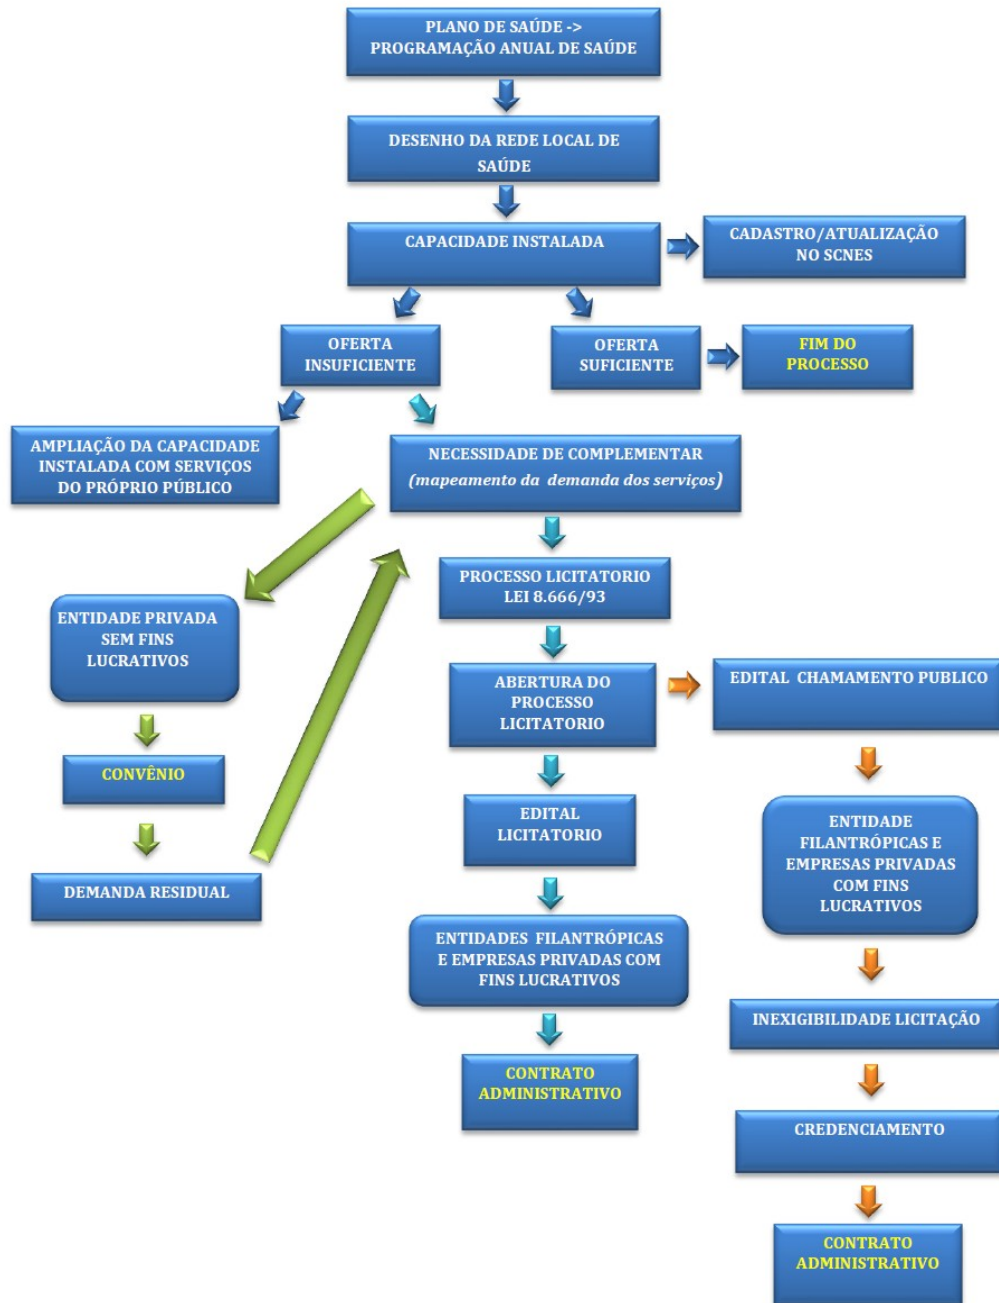 PLANO DE SAÚDE ->
PROGRAMAÇÃO ANUAL DE SAÚDE
DESENHO DA REDE LOCAL DE
SAÚDE
CAPACIDADE INSTALADA
CADASTRO/ATUALIZAÇÃO
NO SCNES
OFERTA
INSUFICIENTE
OFERTA
SUFICIENTE
FIM DO
PROCESSO
AMPLIAÇÃO DA CAPACIDADE
INSTALADA COM SERVIÇOS
DO PRÓPRIO PÚBLICO
NECESSIDADE DE COMPLEMENTAR
(mapeamento da demanda dos serviços)
PROCESSO LICITATORIO
LEI 8.666/93
ENTIDADE PRIVADA
SEM FINS
LUCRATIVOS
ABERTURA DO
PROCESSO
LICITATORIO
EDITAL CHAMAMENTO PUBLICO
CONVÊNIO
EDITAL
LICITATORIO
ENTIDADE
FILANTRÓPICAS E
EMPRESAS PRIVADAS
COM FINS
LUCRATIVOS
DEMANDA RESIDUAL
ENTIDADES FILANTRÓPICAS
E EMPRESAS PRIVADAS COM
FINS LUCRATIVOS
INEXIGIBILIDADE LICITAÇÃO
CONTRATO
ADMINISTRATIVO
CREDENCIAMENTO
CONTRATO
ADMINISTRATIVO